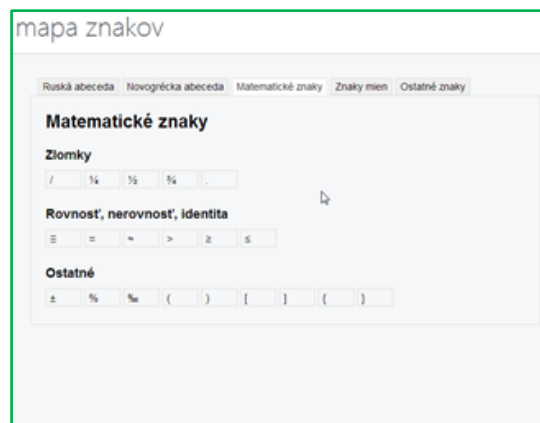 mapa znakov
Ruská abeceda Novogrécka abeceda Matematické znaky Znaky mien Ostatné znaky
Matematické znaky
Zlomky
/ ¼ ½ ¾ .
Rovnosť, nerovnosť, identita
Ξ = ~ > ≥ ≤
Ostatné
± % ‰ ( ) [ ] { }